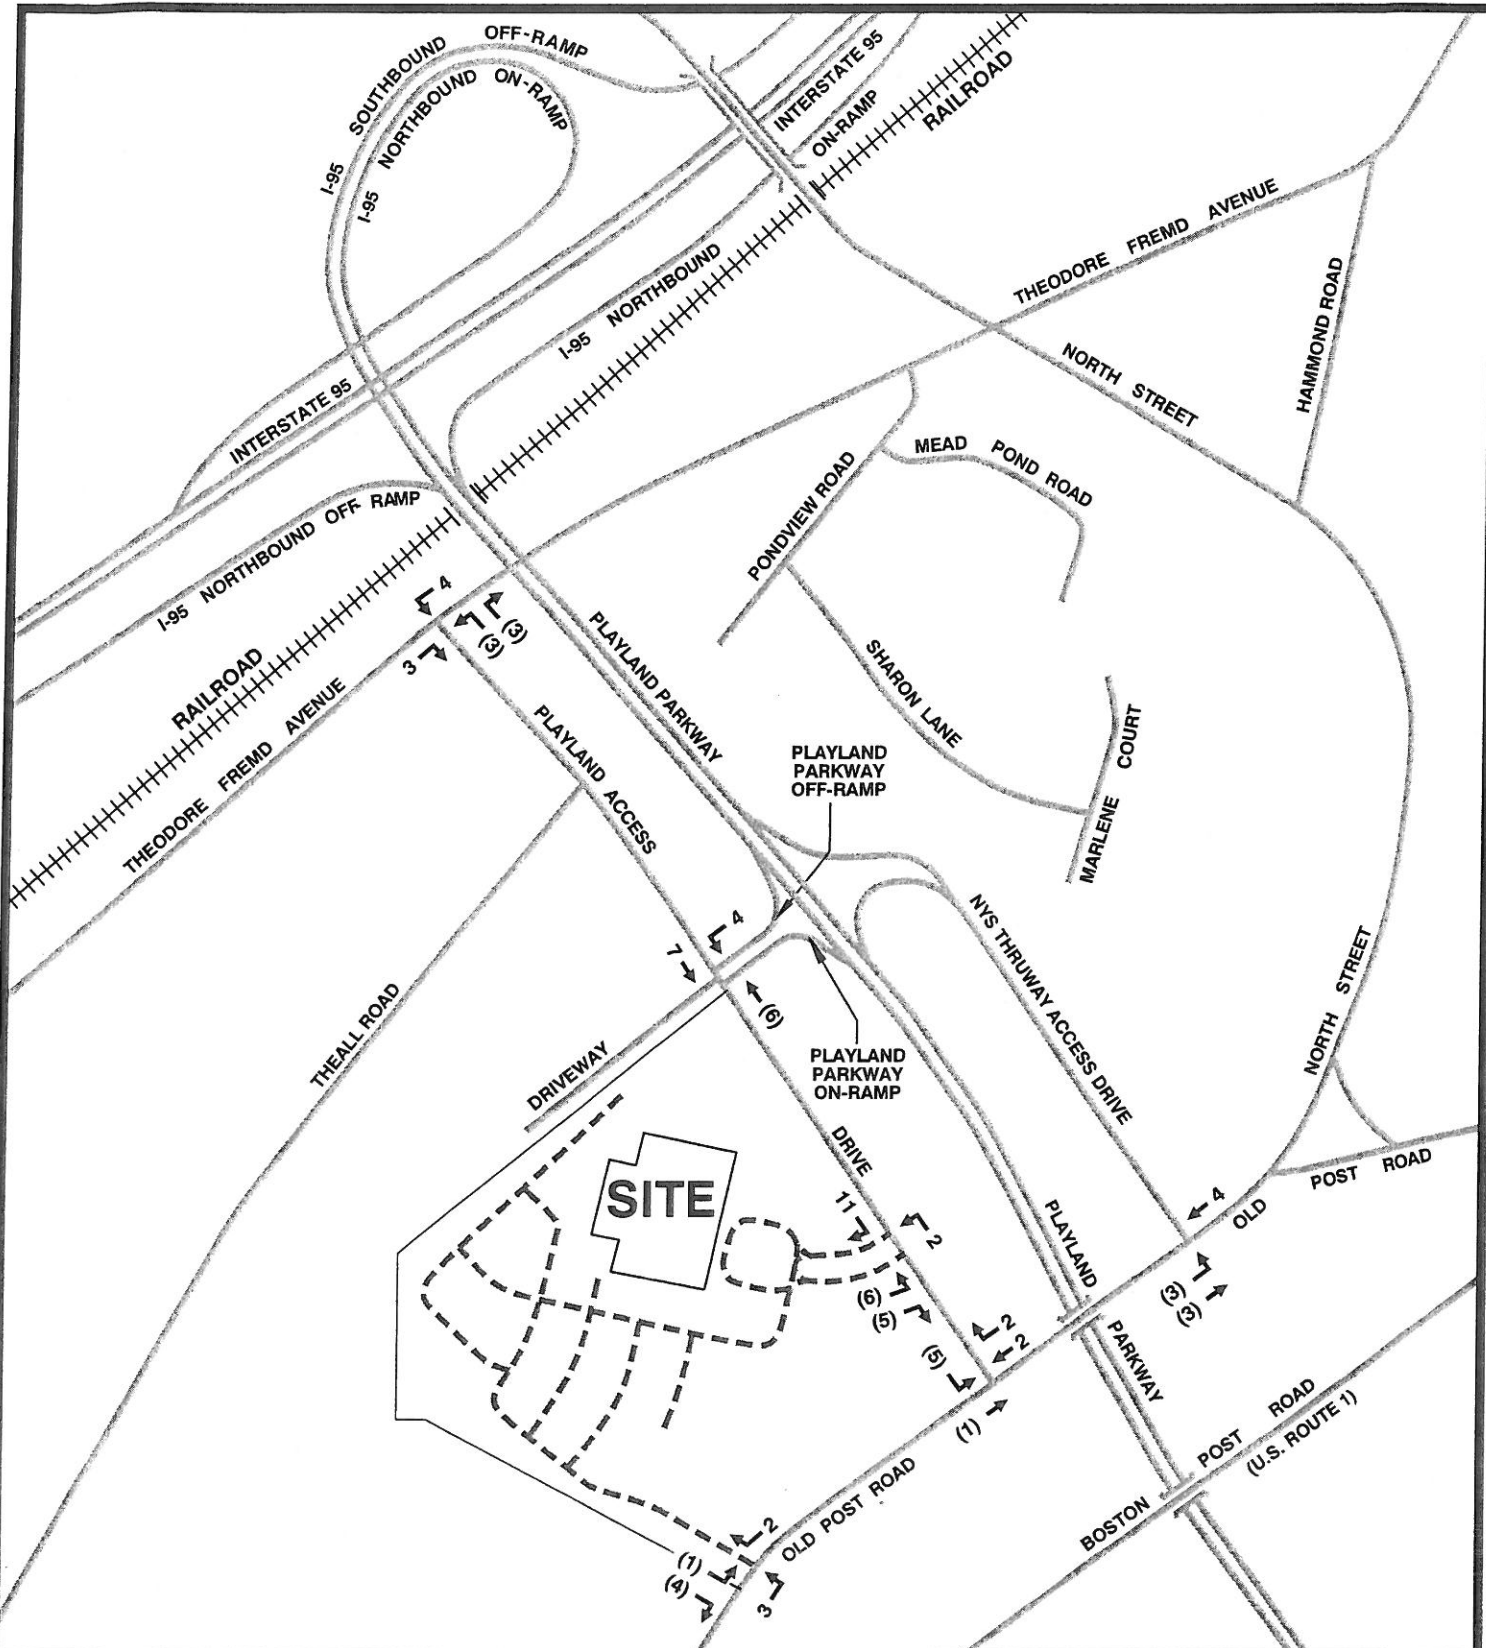 OFF-RAMP
I-95 SOUTHBOUND
I-95 NORTHBOUND ON-RAMP
INTERSTATE 95
ON-RAMP
RAILROAD
THEODORE FREMD AVENUE
HAMMOND ROAD
I-95 NORTHBOUND
NORTH STREET
INTERSTATE 95
MEAD POND ROAD
PONDVIEW ROAD
I-95 NORTHBOUND OFF RAMP
4
(3)
(3)
3
RAILROAD
THEODORE FREMD AVENUE
PLAYLAND PARKWAY
SHARON LANE
MARLENE COURT
PLAYLAND ACCESS
PLAYLAND
PARKWAY
OFF-RAMP
NYS THRUWAY ACCESS DRIVE
4
7
(6)
THEALL ROAD
NORTH STREET
DRIVEWAY
PLAYLAND
PARKWAY
ON-RAMP
DRIVE
SITE
POST ROAD
OLD
11
2
4
PLAYLAND
PARKWAY
(6)
(5)
(3)
(3)
2
2
(5)
(1)
POST ROAD
(U.S. ROUTE 1)
BOSTON
OLD POST ROAD
2
(1)
(4)
3